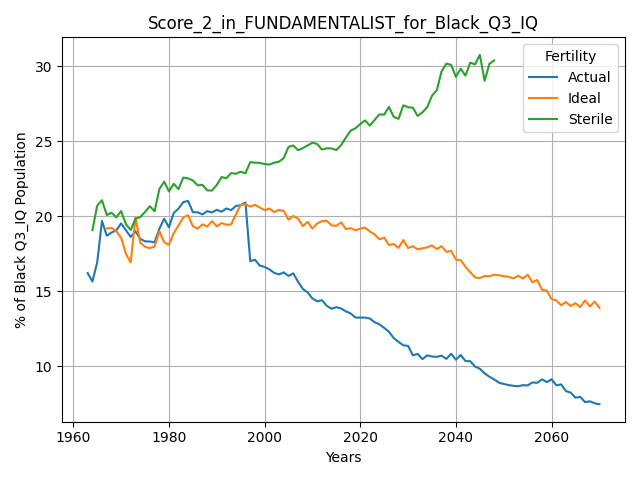 Score_2_in_FUNDAMENTALIST_for_Black_Q3_IQ
% of Black Q3_IQ Population
30
25
20
15
10
Fertility
Actual
Ideal
Sterile
1960 1980 2000 2020 2040 2060
Years